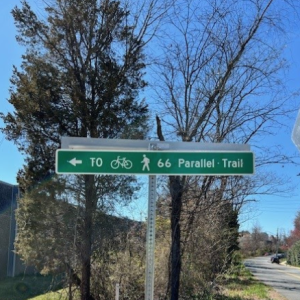 ← TO 66 Parallel · Trail